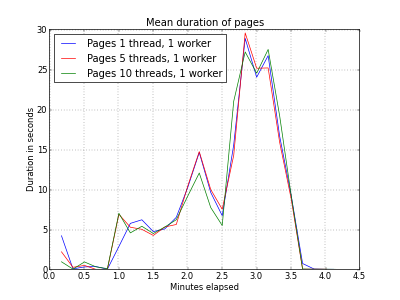 Mean duration of pages
Pages 1 thread, 1 worker
Pages 5 threads, 1 worker
Pages 10 threads, 1 worker
Duration in seconds
30
25
20
15
10
5
0
0.0 0.5 1.0 1.5 2.0 2.5 3.0 3.5 4.0 4.5
Minutes elapsed